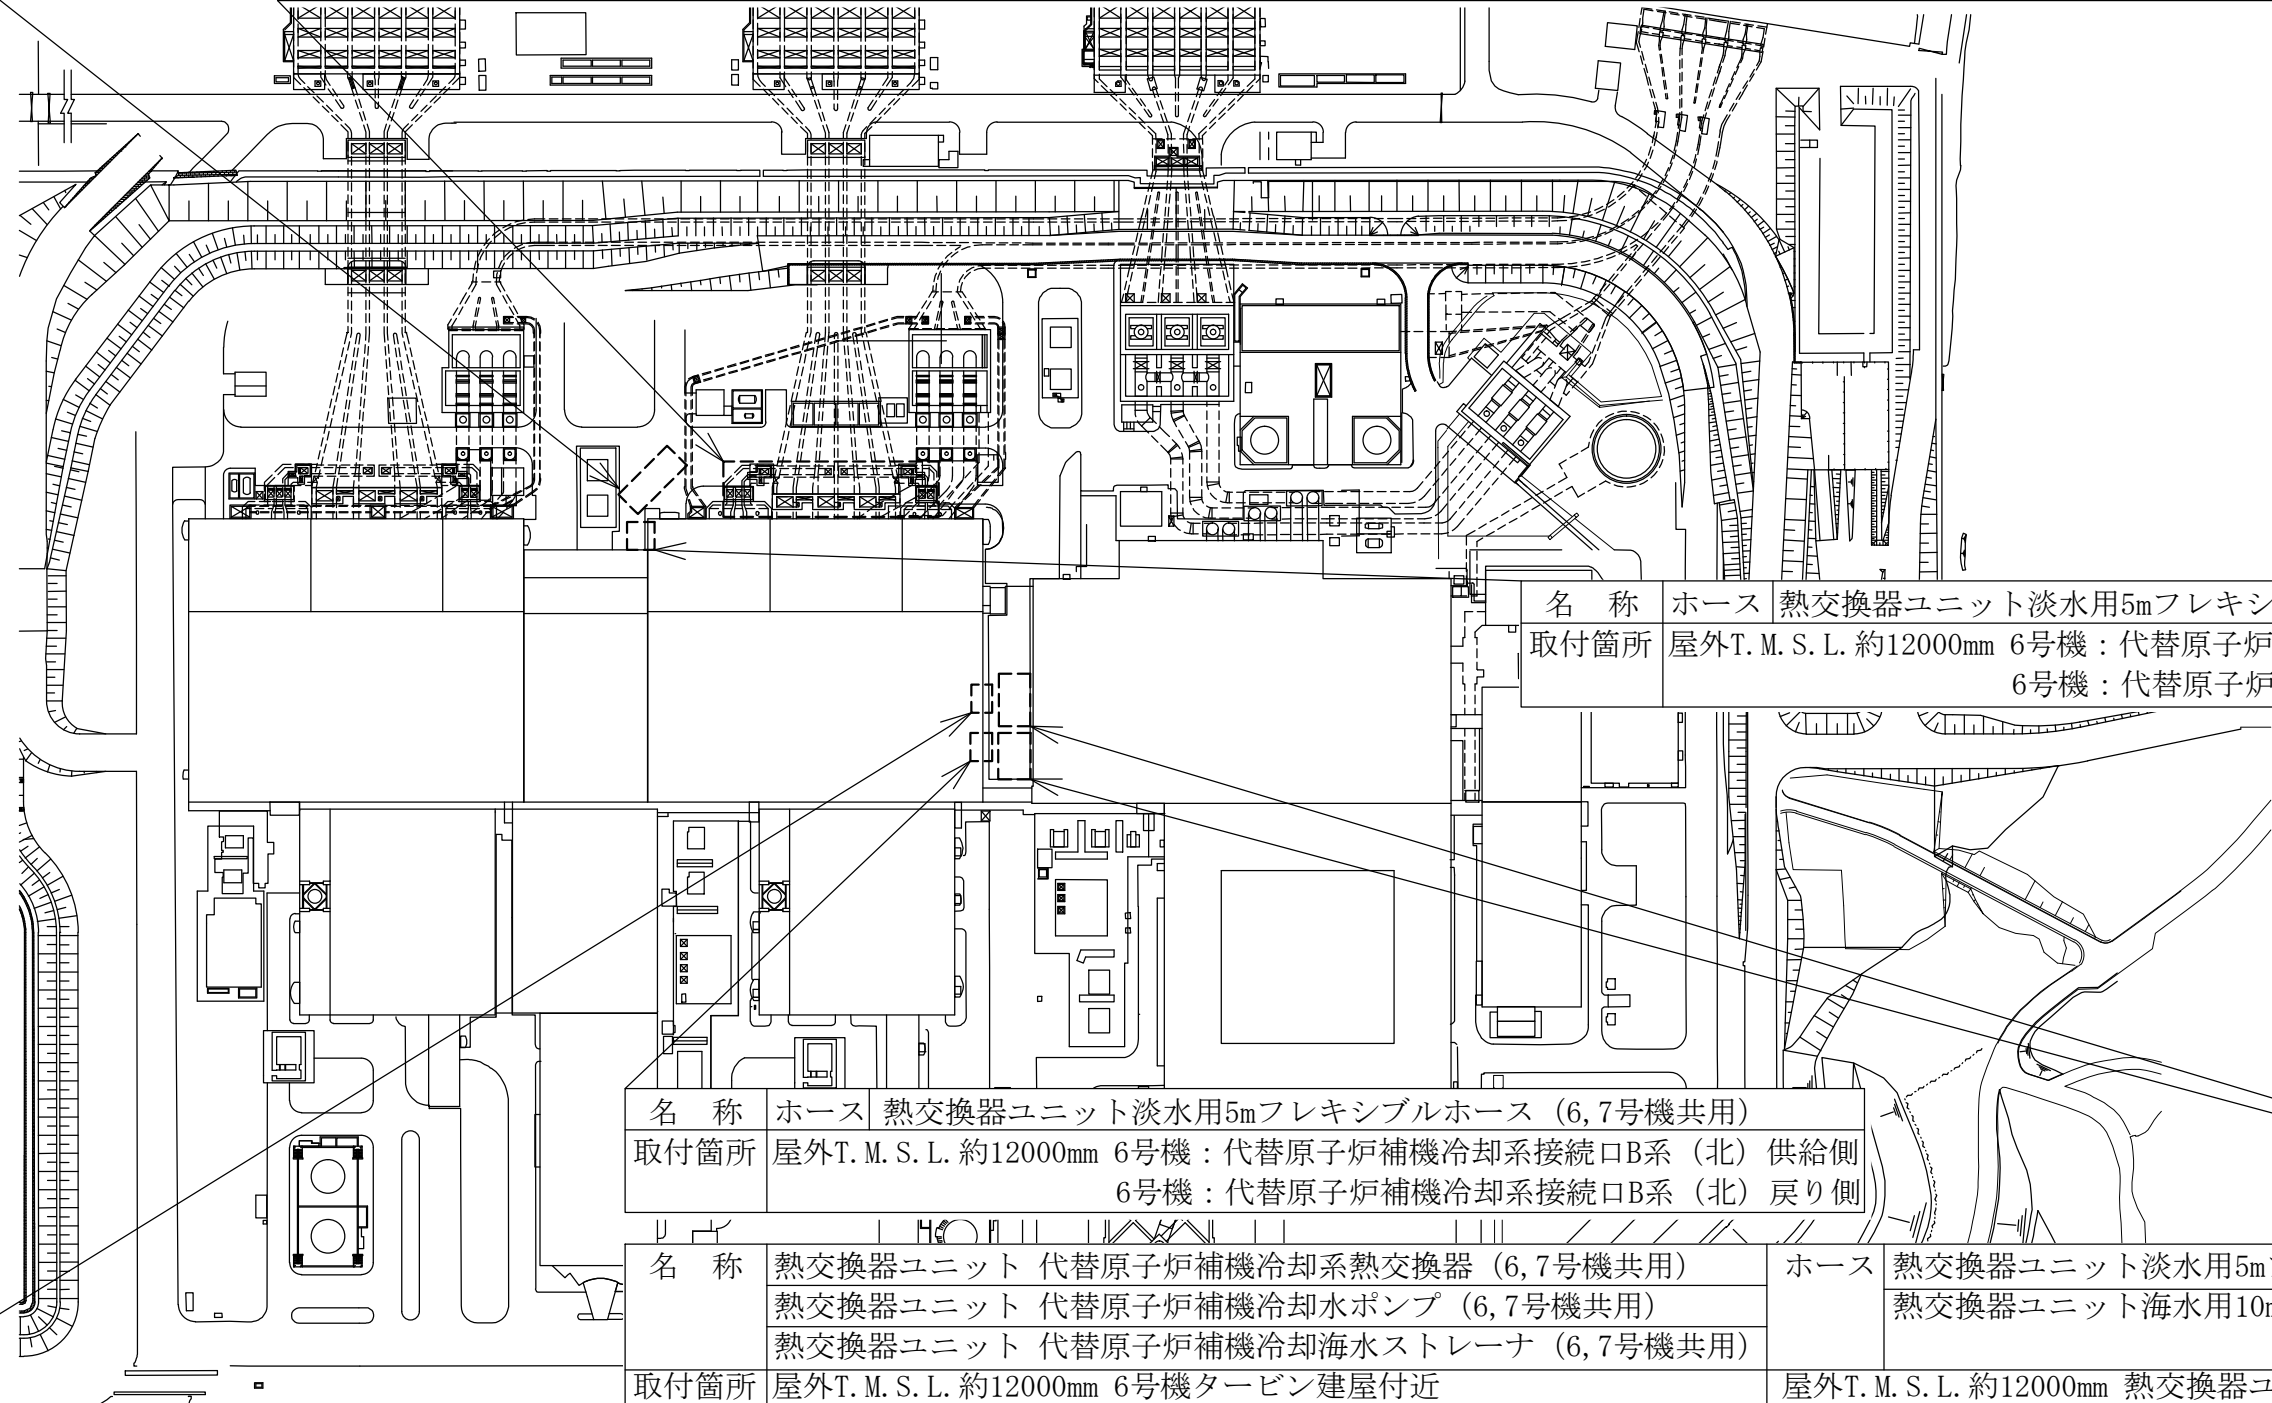 名　称 ホース 熱交換器ユニット淡水用5mフレキシ
取付箇所 屋外T.M.S.L.約12000mm 6号機：代替原子炉
6号機：代替原子炉
名　称 ホース 熱交換器ユニット淡水用5mフレキシブルホース（6,7号機共用）
取付箇所 屋外T.M.S.L.約12000mm 6号機：代替原子炉補機冷却系接続口B系（北）供給側
6号機：代替原子炉補機冷却系接続口B系（北）戻り側
名　称 熱交換器ユニット 代替原子炉補機冷却系熱交換器（6,7号機共用） ホース 熱交換器ユニット淡水用5m
熱交換器ユニット 代替原子炉補機冷却水ポンプ（6,7号機共用） 熱交換器ユニット海水用10
熱交換器ユニット 代替原子炉補機冷却海水ストレーナ（6,7号機共用）
取付箇所 屋外T.M.S.L.約12000mm 6号機タービン建屋付近 屋外T.M.S.L.約12000mm 熱交換器ユ